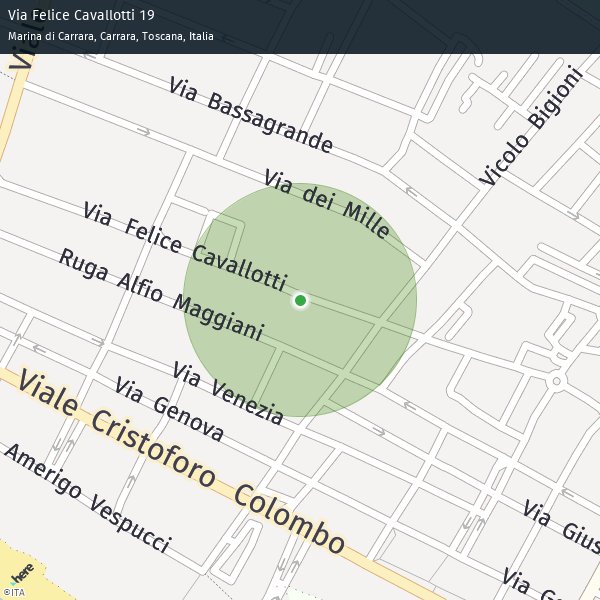 Via Felice Cavallotti 19
Marina di Carrara, Carrara, Toscana, Italia
Via Bassagrande
Vicolo Bigioni
Via dei Mille
Via Felice Cavallotti
Ruga Alfio Maggiani
Via Venezia
Via Genova
Viale Cristoforo Colombo
Amerigo Vespucci
Via Gius
Via G
here
©ITA